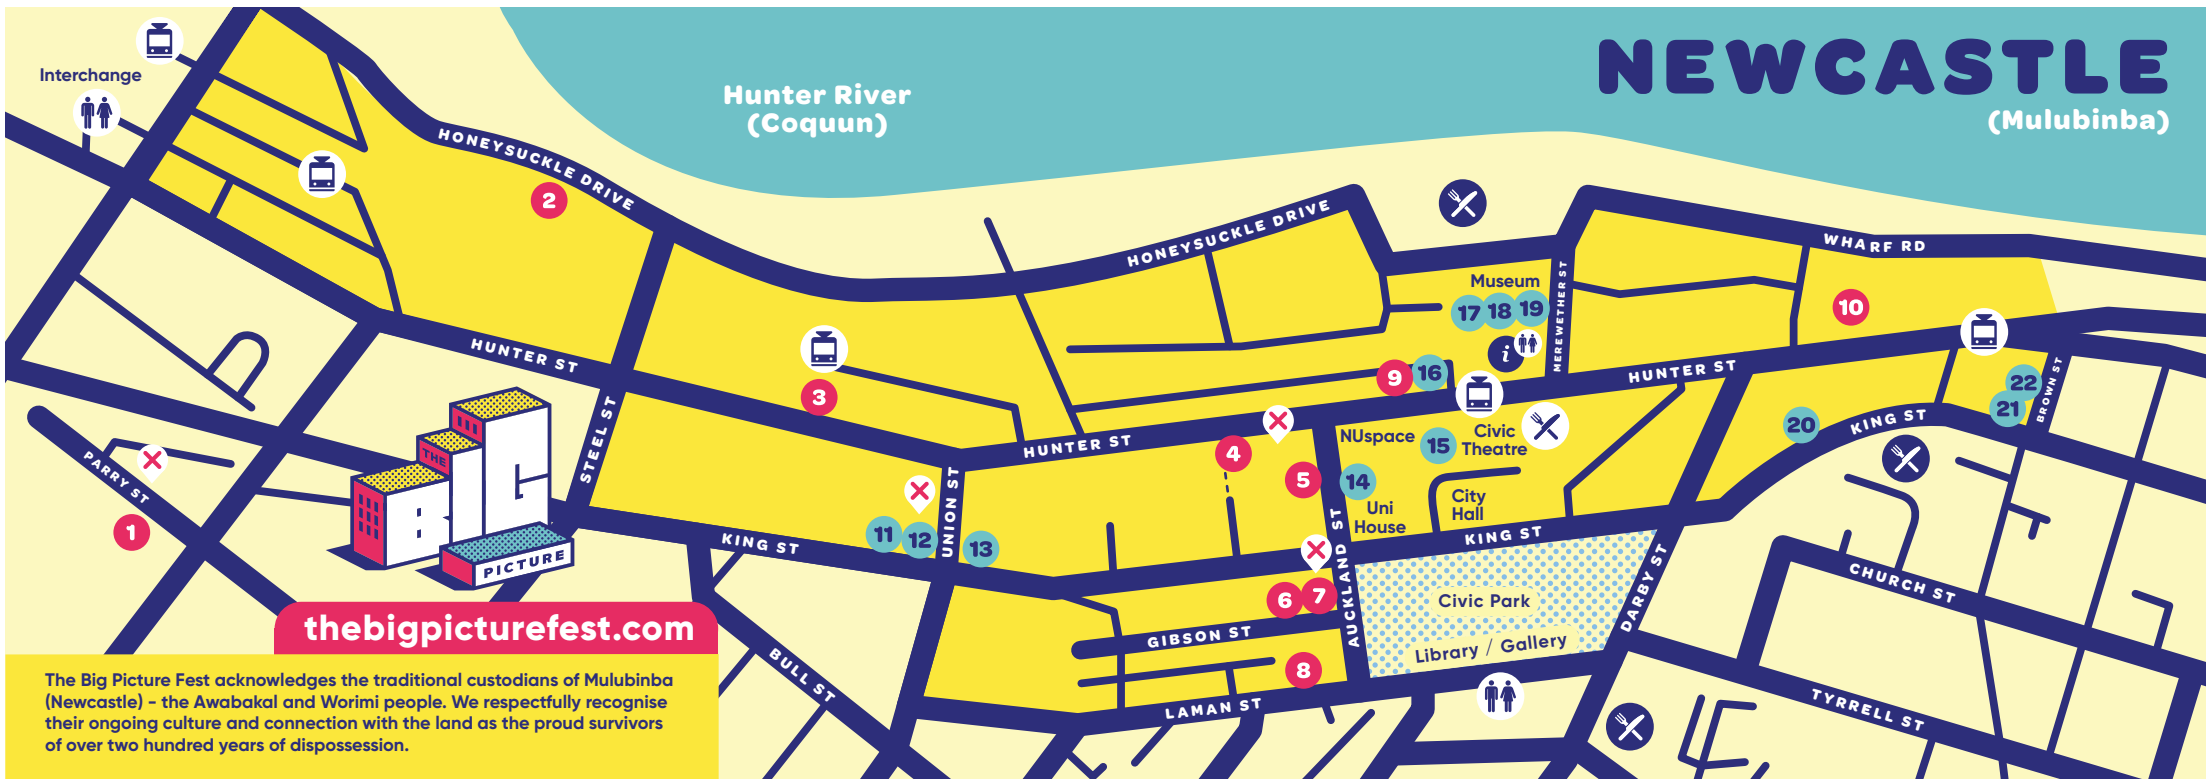 NEWCASTLE
(Mulubinba)
Hunter River
(Coquun)
Interchange
HONEYSUCKLE DRIVE
2
HONEYSUCKLE DRIVE
WHARF RD
MEREWETHER ST
Museum
17 18 19
i
10
HUNTER ST
3
9
16
HUNTER ST
22
21
BROWN ST
20
KING ST
STEEL ST
HUNTER ST
4
NUspace
15
Civic
Theatre
PARRY ST
1
5
14
City
Hall
Uni
House
UNION ST
11
12
13
KING ST
KING ST
AUCKLAND ST
DARBY ST
CHURCH ST
THE
BIG
PICTURE
6
7
Civic Park
GIBSON ST
Library / Gallery
8
BULL ST
LAMAN ST
TYRRELL ST
thebigpicturefest.com
The Big Picture Fest acknowledges the traditional custodians of Mulubinba
(Newcastle) - the Awabakal and Worimi people. We respectfully recognise
their ongoing culture and connection with the land as the proud survivors
of over two hundred years of dispossession.